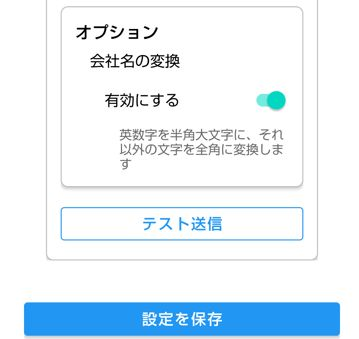 オプション
会社名の変換
有効にする
英数字を半角大文字に、それ
以外の文字を全角に変換しま
す
テスト送信
設定を保存